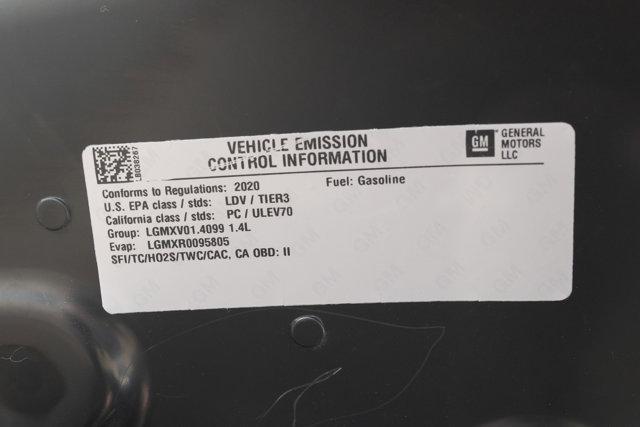 VEHICLE EMISSION
CONTROL INFORMATION
GM GENERAL
MOTORS
LLC
Conforms to Regulations: 2020 Fuel: Gasoline
U.S. EPA class / stds: LDV / TIER3
California class / stds: PC / ULEV70
Group: LGMXV01.4099 1.4L
Evap: LGMXR0095805
SFI/TC/HO2S/TWC/CAC, CA OBD: II